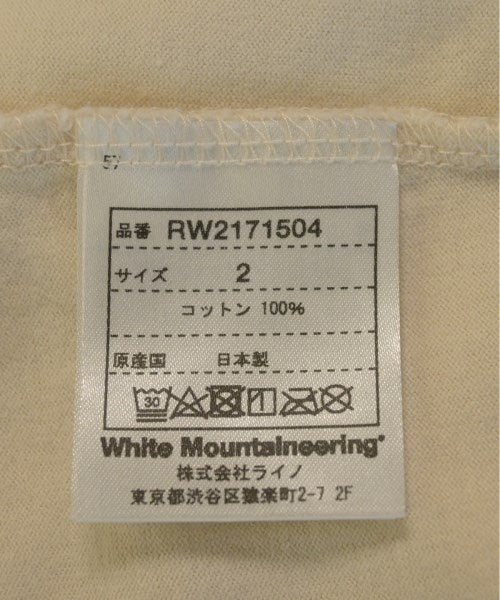 57
品番 RW2171504
サイズ 2
コットン 100%
原産国 日本製
30
White Mountaineering®
株式会社ライノ
東京都渋谷区猿楽町2-7 2F